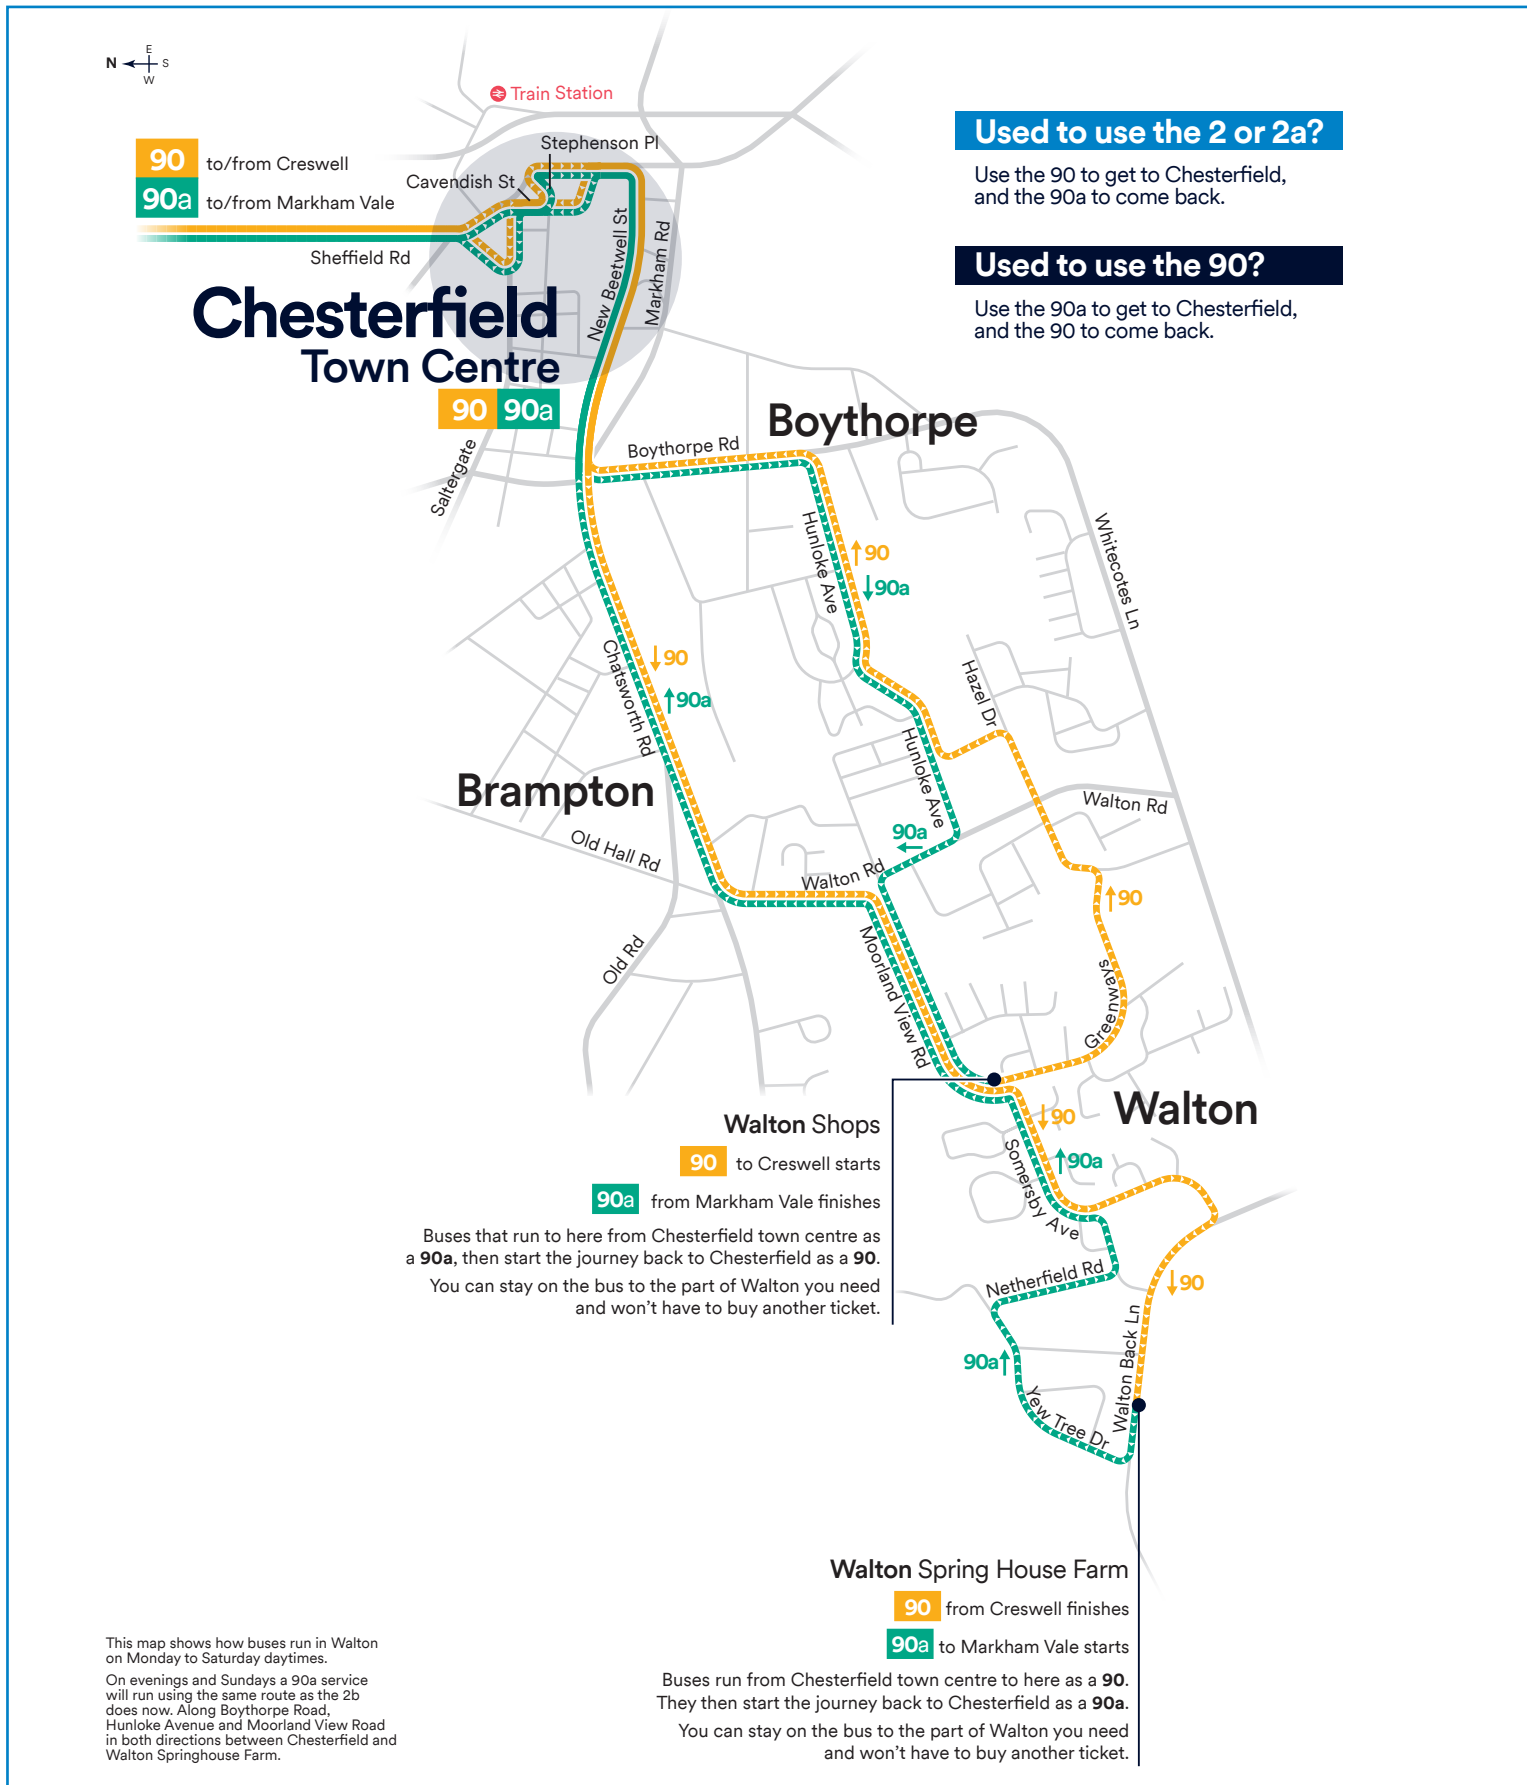 E
N
S
W
Train Station
90 to/from Creswell
90a to/from Markham Vale
Sheffield Rd
Cavendish St
Stephenson Pl
New Beetwell St
Markham Rd
Chesterfield
Town Centre
90 90a
Saltergate
Used to use the 2 or 2a?
Use the 90 to get to Chesterfield,
and the 90a to come back.
Used to use the 90?
Use the 90a to get to Chesterfield,
and the 90 to come back.
Boythorpe
Boythorpe Rd
Hunloke Ave
90
90a
Whitecotes Ln
Chatsworth Rd
90
90a
Hazel Dr
Hunloke Ave
Brampton
Old Hall Rd
Walton Rd
90a
Walton Rd
90
Old Rd
Moorland View Rd
Greenways
Walton
90
90a
Somersby Ave
Walton Shops
90 to Creswell starts
90a from Markham Vale finishes
Buses that run to here from Chesterfield town centre as
a 90a, then start the journey back to Chesterfield as a 90.
You can stay on the bus to the part of Walton you need
and won't have to buy another ticket.
Netherfield Rd
90
90a
Walton Back Ln
Yew Tree Dr
Walton Spring House Farm
90 from Creswell finishes
90a to Markham Vale starts
Buses run from Chesterfield town centre to here as a 90.
They then start the journey back to Chesterfield as a 90a.
You can stay on the bus to the part of Walton you need
and won't have to buy another ticket.
This map shows how buses run in Walton
on Monday to Saturday daytimes.
On evenings and Sundays a 90a service
will run using the same route as the 2b
does now. Along Boythorpe Road,
Hunloke Avenue and Moorland View Road
in both directions between Chesterfield and
Walton Springhouse Farm.